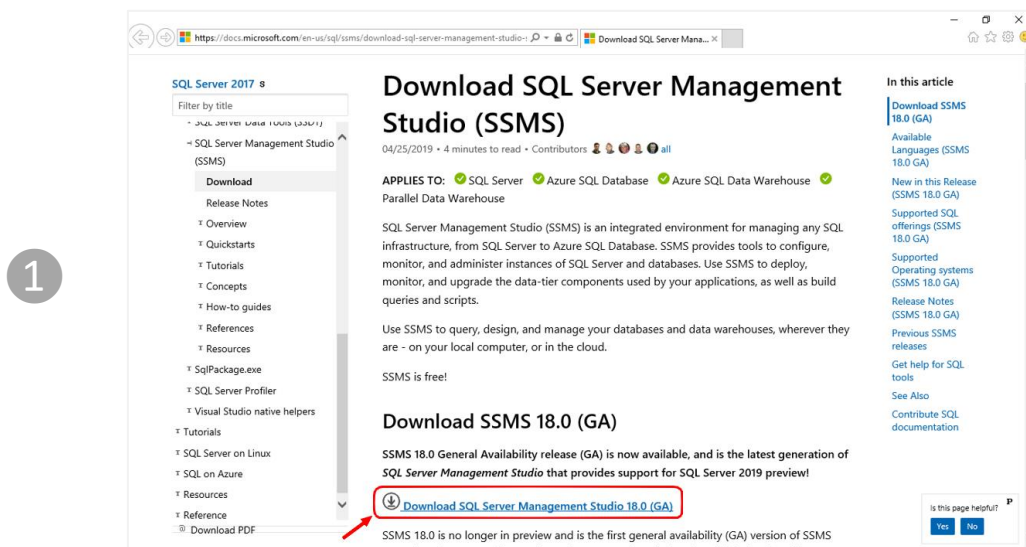 https://docs.microsoft.com/en-us/sql/ssms/download-sql-server-management-studio-
Download SQL Server Mana...
1
SQL Server 2017
Filter by title
SQL Server Data Tools (SSDT)
SQL Server Management Studio
(SSMS)
Download
Release Notes
Overview
Quickstarts
Tutorials
Concepts
How-to guides
References
Resources
SqlPackage.exe
SQL Server Profiler
Visual Studio native helpers
Tutorials
SQL Server on Linux
SQL on Azure
Resources
Reference
Download PDF
Download SQL Server Management
Studio (SSMS)
04/25/2019 • 4 minutes to read • Contributors all
APPLIES TO: SQL Server Azure SQL Database Azure SQL Data Warehouse
Parallel Data Warehouse
SQL Server Management Studio (SSMS) is an integrated environment for managing any SQL
infrastructure, from SQL Server to Azure SQL Database. SSMS provides tools to configure,
monitor, and administer instances of SQL Server and databases. Use SSMS to deploy,
monitor, and upgrade the data-tier components used by your applications, as well as build
queries and scripts.
Use SSMS to query, design, and manage your databases and data warehouses, wherever they
are - on your local computer, or in the cloud.
SSMS is free!
Download SSMS 18.0 (GA)
SSMS 18.0 General Availability release (GA) is now available, and is the latest generation of
SQL Server Management Studio that provides support for SQL Server 2019 preview!
Download SQL Server Management Studio 18.0 (GA)
SSMS 18.0 is no longer in preview and is the first general availability (GA) version of SSMS
In this article
Download SSMS
18.0 (GA)
Available
Languages (SSMS
18.0 GA)
New in this Release
(SSMS 18.0 GA)
Supported SQL
offerings (SSMS
18.0 GA)
Supported
Operating systems
(SSMS 18.0 GA)
Release Notes
(SSMS 18.0 GA)
Previous SSMS
releases
Get help for SQL
tools
See Also
Contribute SQL
documentation
Is this page helpful?
Yes No